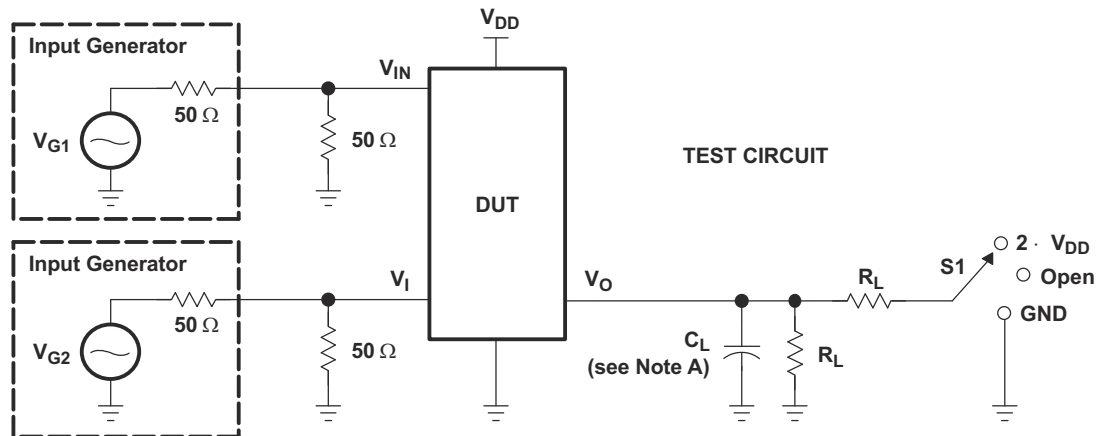 Input Generator
V_G1
50 Ω
50 Ω
V_IN
V_DD
DUT
TEST CIRCUIT
Input Generator
V_G2
50 Ω
50 Ω
V_I
V_O
C_L
(see Note A)
R_L
R_L
S1
2 · V_DD
Open
GND